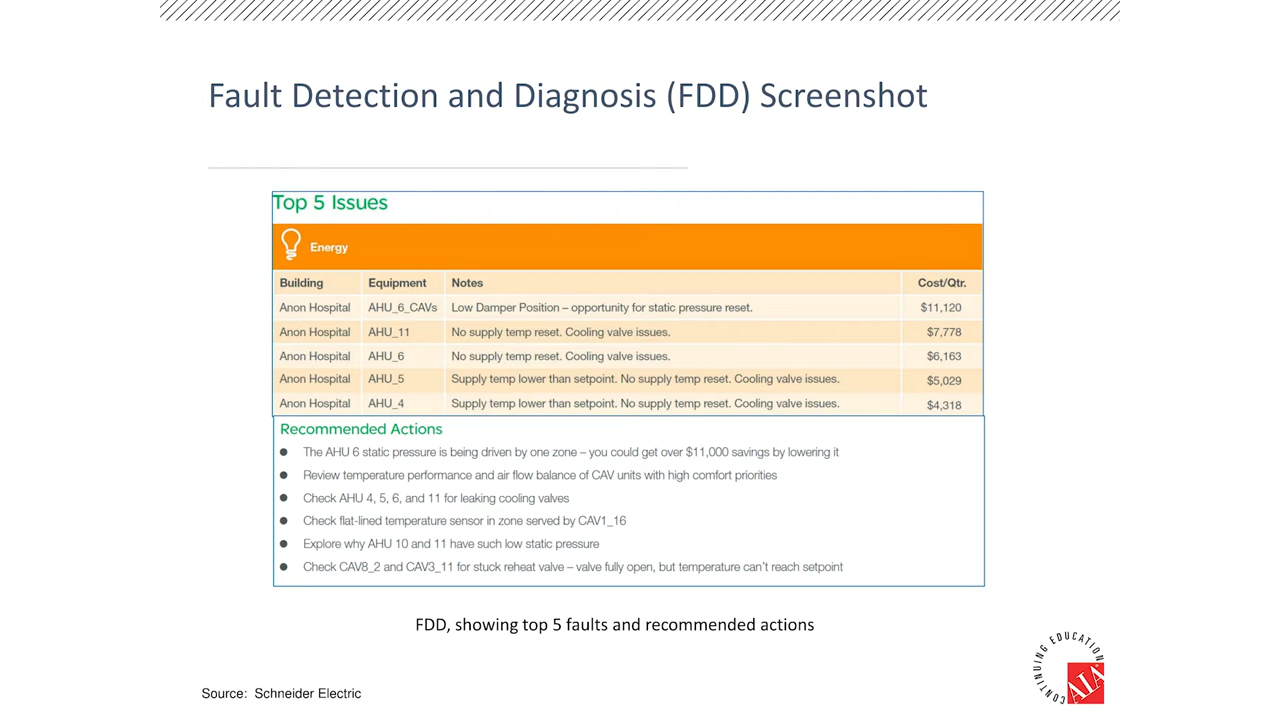 Fault Detection and Diagnosis (FDD) Screenshot
Top 5 Issues
Energy
Building Equipment Notes Cost/Qtr.
Anon Hospital AHU_6_CAVs Low Damper Position – opportunity for static pressure reset. $11,120
Anon Hospital AHU_11 No supply temp reset. Cooling valve issues. $7,778
Anon Hospital AHU_6 No supply temp reset. Cooling valve issues. $6,163
Anon Hospital AHU_5 Supply temp lower than setpoint. No supply temp reset. Cooling valve issues. $5,029
Anon Hospital AHU_4 Supply temp lower than setpoint. No supply temp reset. Cooling valve issues. $4,318
Recommended Actions
● The AHU 6 static pressure is being driven by one zone – you could get over $11,000 savings by lowering it
● Review temperature performance and air flow balance of CAV units with high comfort priorities
● Check AHU 4, 5, 6, and 11 for leaking cooling valves
● Check flat-lined temperature sensor in zone served by CAV1_16
● Explore why AHU 10 and 11 have such low static pressure
● Check CAV8_2 and CAV3_11 for stuck reheat valve – valve fully open, but temperature can't reach setpoint
FDD, showing top 5 faults and recommended actions
CONTINUING EDUCATION
AIA
Source: Schneider Electric